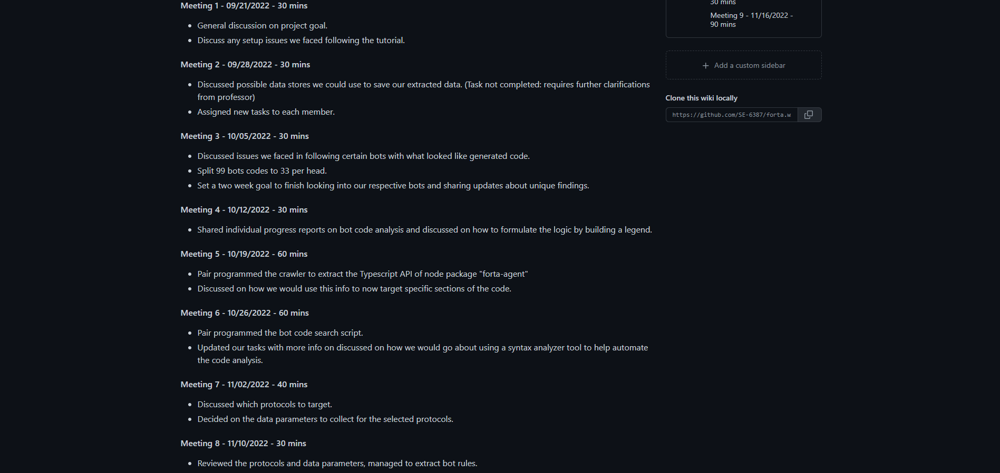 Meeting 1 - 09/21/2022 - 30 mins
General discussion on project goal.
Discuss any setup issues we faced following the tutorial.
Meeting 2 - 09/28/2022 - 30 mins
Discussed possible data stores we could use to save our extracted data. (Task not completed: requires further clarifications
from professor)
Assigned new tasks to each member.
Meeting 3 - 10/05/2022 - 30 mins
Discussed issues we faced in following certain bots with what looked like generated code.
Split 99 bots codes to 33 per head.
Set a two week goal to finish looking into our respective bots and sharing updates about unique findings.
Meeting 4 - 10/12/2022 - 30 mins
Shared individual progress reports on bot code analysis and discussed on how to formulate the logic by building a legend.
Meeting 5 - 10/19/2022 - 60 mins
Pair programmed the crawler to extract the Typescript API of node package "forta-agent"
Discussed on how we would use this info to now target specific sections of the code.
Meeting 6 - 10/26/2022 - 60 mins
Pair programmed the bot code search script.
Updated our tasks with more info on discussed on how we would go about using a syntax analyzer tool to help automate
the code analysis.
Meeting 7 - 11/02/2022 - 40 mins
Discussed which protocols to target.
Decided on the data parameters to collect for the selected protocols.
Meeting 8 - 11/10/2022 - 30 mins
Reviewed the protocols and data parameters, managed to extract bot rules.
30 mins
Meeting 9 - 11/16/2022 -
90 mins
Add a custom sidebar
Clone this wiki locally
https://github.com/SE-6387/forta.w